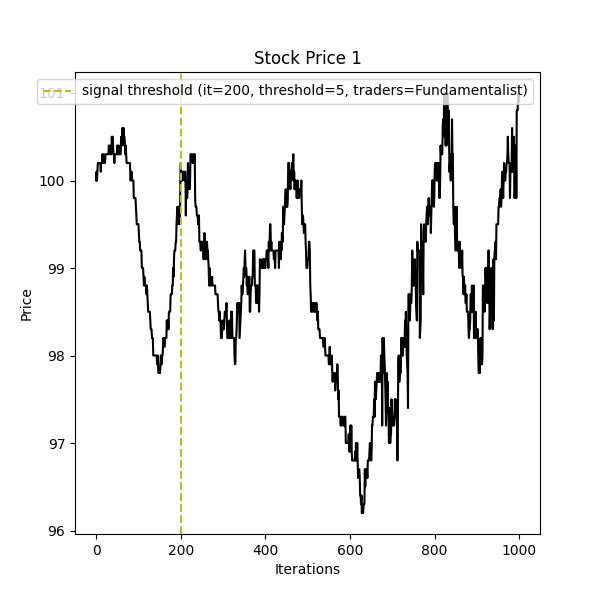 Stock Price 1
101
signal threshold (it=200, threshold=5, traders=Fundamentalist)
100
99
98
97
96
Price
0 200 400 600 800 1000
Iterations